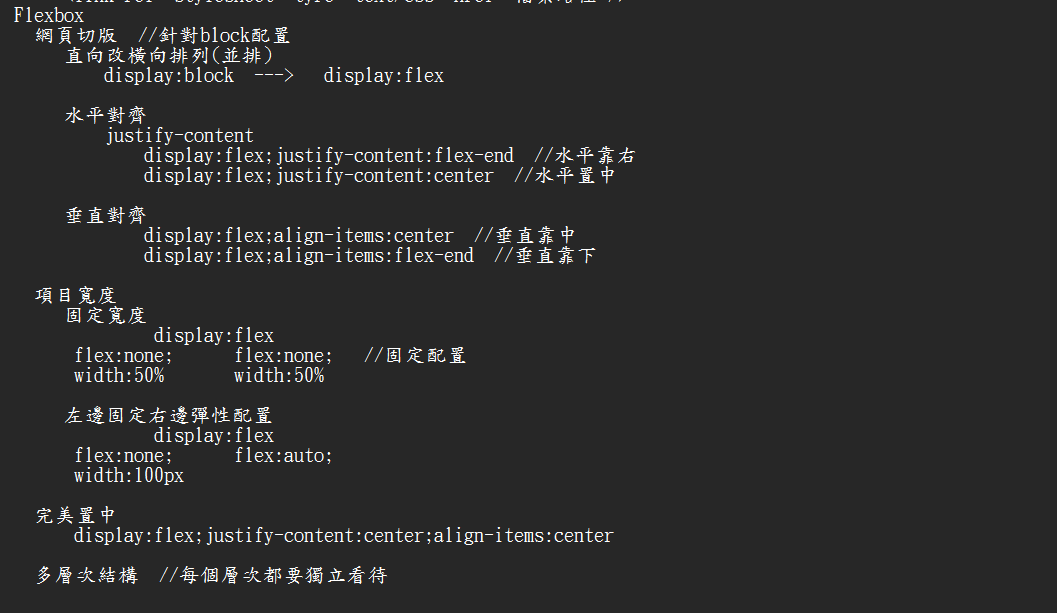 Flexbox
網頁切版 //針對block配置
直向改橫向排列(並排)
display:block ---> display:flex
水平對齊
justify-content
display:flex;justify-content:flex-end //水平靠右
display:flex;justify-content:center //水平置中
垂直對齊
display:flex;align-items:center //垂直靠中
display:flex;align-items:flex-end //垂直靠下
項目寬度
固定寬度
display:flex
flex:none; flex:none; //固定配置
width:50% width:50%
左邊固定右邊彈性配置
display:flex
flex:none; flex:auto;
width:100px
完美置中
display:flex;justify-content:center;align-items:center
多層次結構 //每個層次都要獨立看待